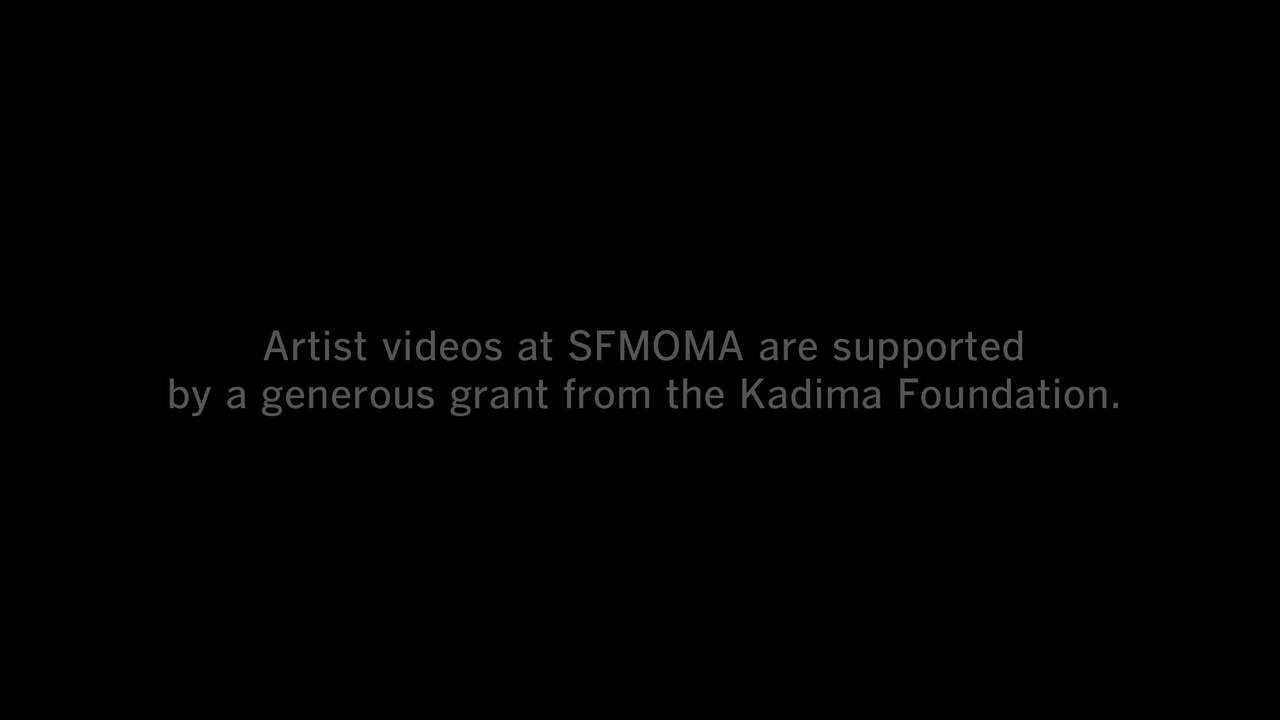 Artist videos at SFMOMA are supported
by a generous grant from the Kadima Foundation.